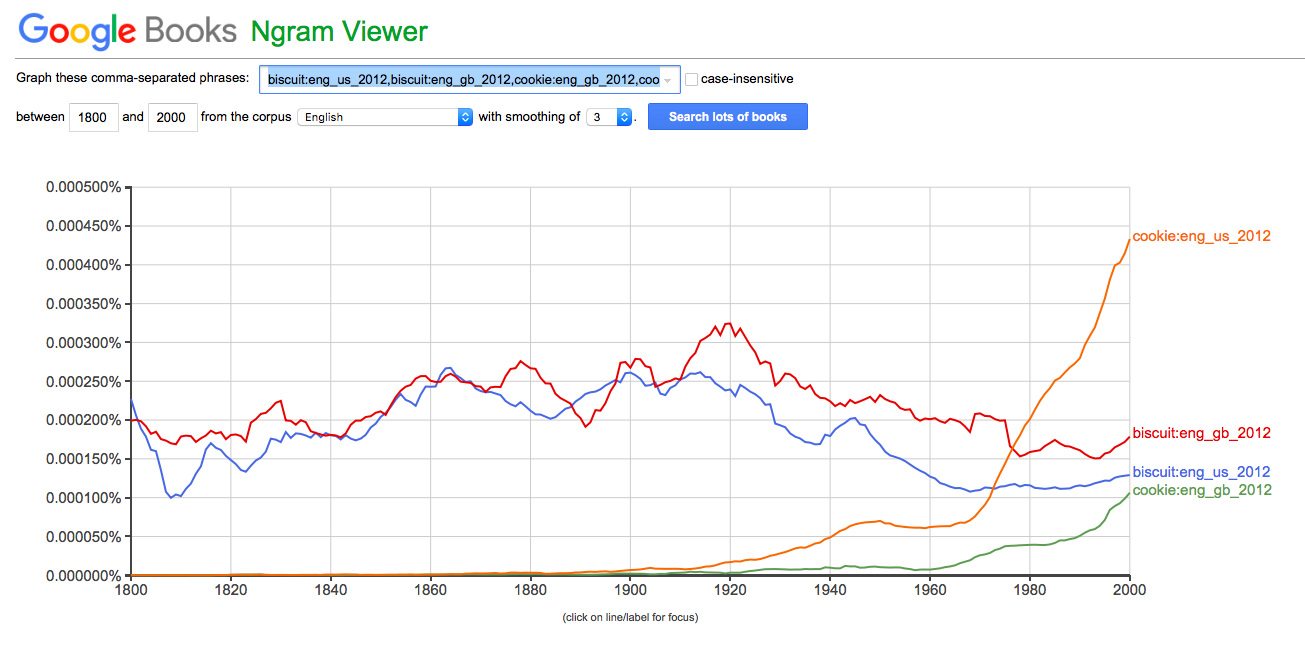 Google Books Ngram Viewer
Graph these comma-separated phrases: biscuit:eng_us_2012,biscuit:eng_gb_2012,cookie:eng_gb_2012,coo case-insensitive
between 1800 and 2000 from the corpus English with smoothing of 3 . Search lots of books
0.000500%
0.000450%
0.000400%
0.000350%
0.000300%
0.000250%
0.000200%
0.000150%
0.000100%
0.000050%
0.000000%
cookie:eng_us_2012
biscuit:eng_gb_2012
biscuit:eng_us_2012
cookie:eng_gb_2012
1800 1820 1840 1860 1880 1900 1920 1940 1960 1980 2000
(click on line/label for focus)